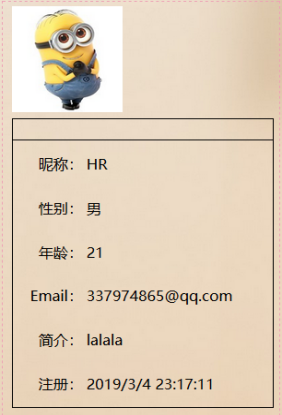 昵称： HR
性别： 男
年龄： 21
Email： 337974865@qq.com
简介： lalala
注册： 2019/3/4 23:17:11